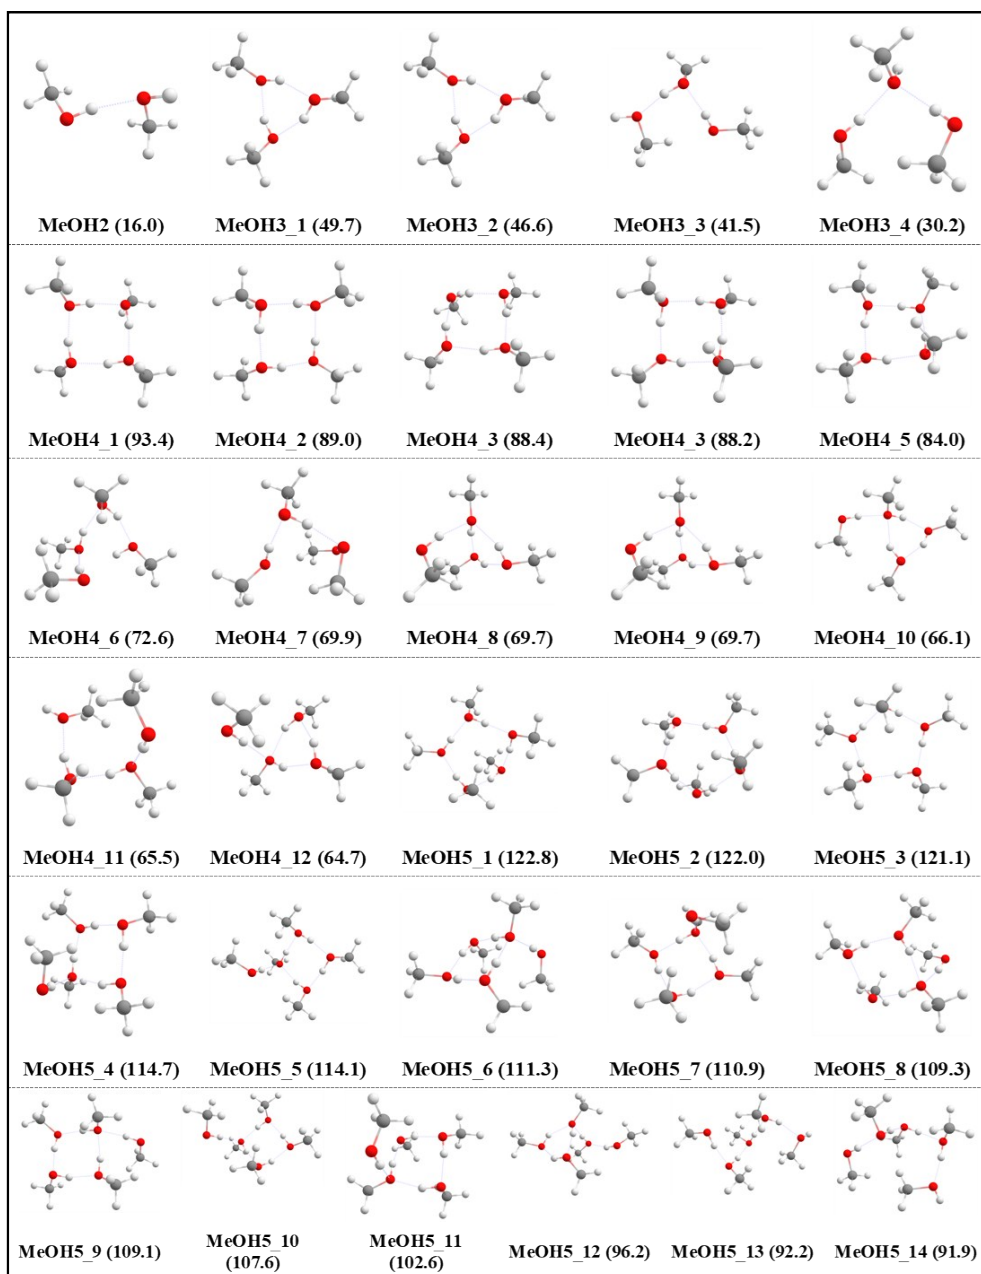 MeOH2 (16.0) MeOH3_1 (49.7) MeOH3_2 (46.6) MeOH3_3 (41.5) MeOH3_4 (30.2)
MeOH4_1 (93.4) MeOH4_2 (89.0) MeOH4_3 (88.4) MeOH4_3 (88.2) MeOH4_5 (84.0)
MeOH4_6 (72.6) MeOH4_7 (69.9) MeOH4_8 (69.7) MeOH4_9 (69.7) MeOH4_10 (66.1)
MeOH4_11 (65.5) MeOH4_12 (64.7) MeOH5_1 (122.8) MeOH5_2 (122.0) MeOH5_3 (121.1)
MeOH5_4 (114.7) MeOH5_5 (114.1) MeOH5_6 (111.3) MeOH5_7 (110.9) MeOH5_8 (109.3)
MeOH5_9 (109.1) MeOH5_10 (107.6) MeOH5_11 (102.6) MeOH5_12 (96.2) MeOH5_13 (92.2) MeOH5_14 (91.9)